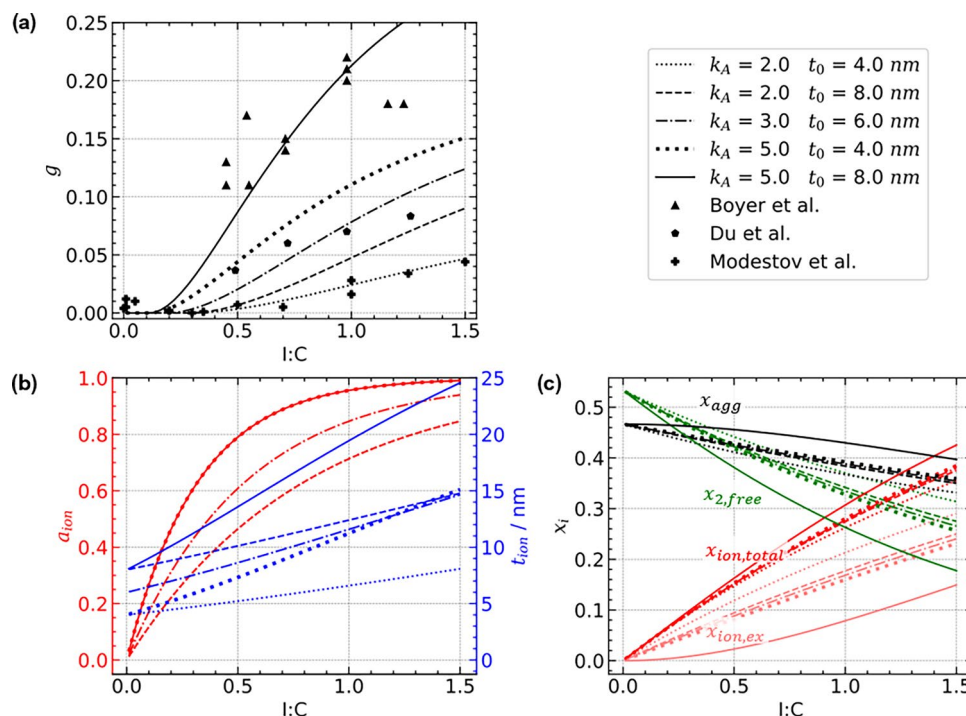 (a)
0.25
0.20
0.15
0.10
0.05
0.00
g
0.0 0.5 1.0 1.5
I:C
k_A = 2.0 t_0 = 4.0 nm
k_A = 2.0 t_0 = 8.0 nm
k_A = 3.0 t_0 = 6.0 nm
k_A = 5.0 t_0 = 4.0 nm
k_A = 5.0 t_0 = 8.0 nm
Boyer et al.
Du et al.
Modestov et al.
(b)
1.0
0.8
0.6
0.4
0.2
0.0
a_ion
25
20
15
10
5
0
t_ion / nm
0.0 0.5 1.0 1.5
I:C
(c)
0.5
0.4
0.3
0.2
0.1
0.0
x_i
x_agg
x_2,free
x_ion,total
x_ion,ex
0.0 0.5 1.0 1.5
I:C